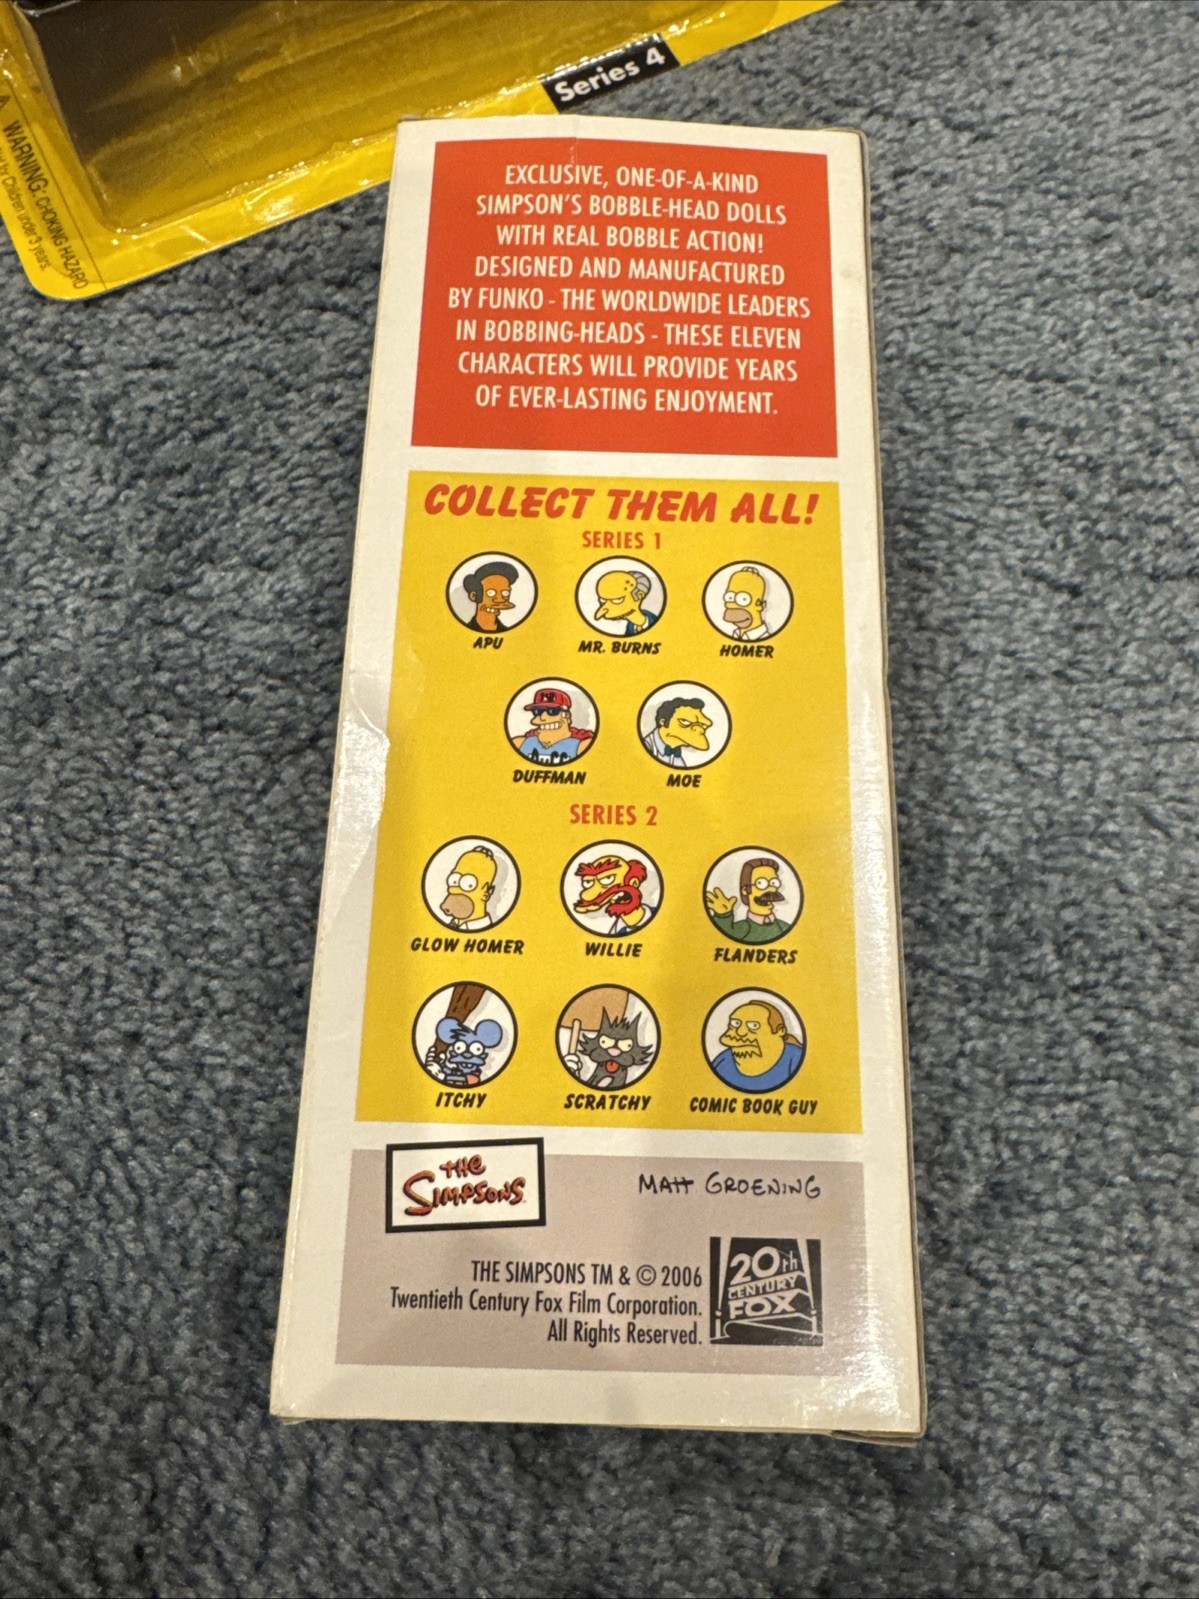 Series 4
WARNING: CHOKING HAZARD
Children under 3 years.
EXCLUSIVE, ONE-OF-A-KIND
SIMPSON'S BOBBLE-HEAD DOLLS
WITH REAL BOBBLE ACTION!
DESIGNED AND MANUFACTURED
BY FUNKO - THE WORLDWIDE LEADERS
IN BOBBING-HEADS - THESE ELEVEN
CHARACTERS WILL PROVIDE YEARS
OF EVER-LASTING ENJOYMENT.
COLLECT THEM ALL!
SERIES 1
APU MR. BURNS HOMER
DUFFMAN MOE
SERIES 2
GLOW HOMER WILLIE FLANDERS
ITCHY SCRATCHY COMIC BOOK GUY
THE
SIMPSONS
MATT GROENING
THE SIMPSONS TM & © 2006
Twentieth Century Fox Film Corporation.
All Rights Reserved.
20th
CENTURY
FOX